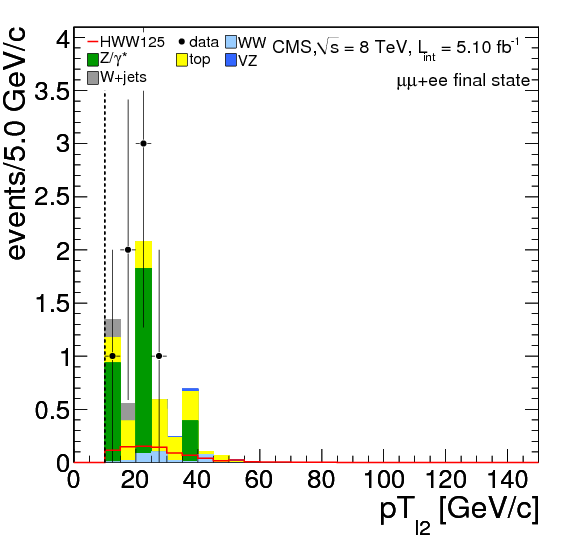 HWW125 data WW CMS,√s = 8 TeV, L_int = 5.10 fb⁻¹
Z/γ* top VZ
W+jets μμ+ee final state
events/5.0 GeV/c
4
3.5
3
2.5
2
1.5
1
0.5
0
0 20 40 60 80 100 120 140
pT_l2 [GeV/c]